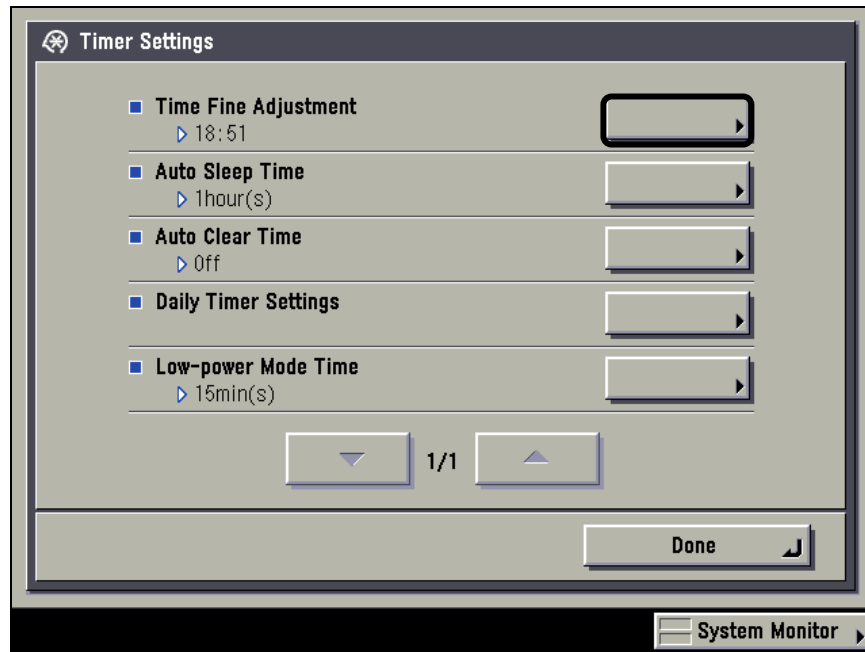 Timer Settings
Time Fine Adjustment
18:51
Auto Sleep Time
1hour(s)
Auto Clear Time
Off
Daily Timer Settings
Low-power Mode Time
15min(s)
1/1
Done
System Monitor